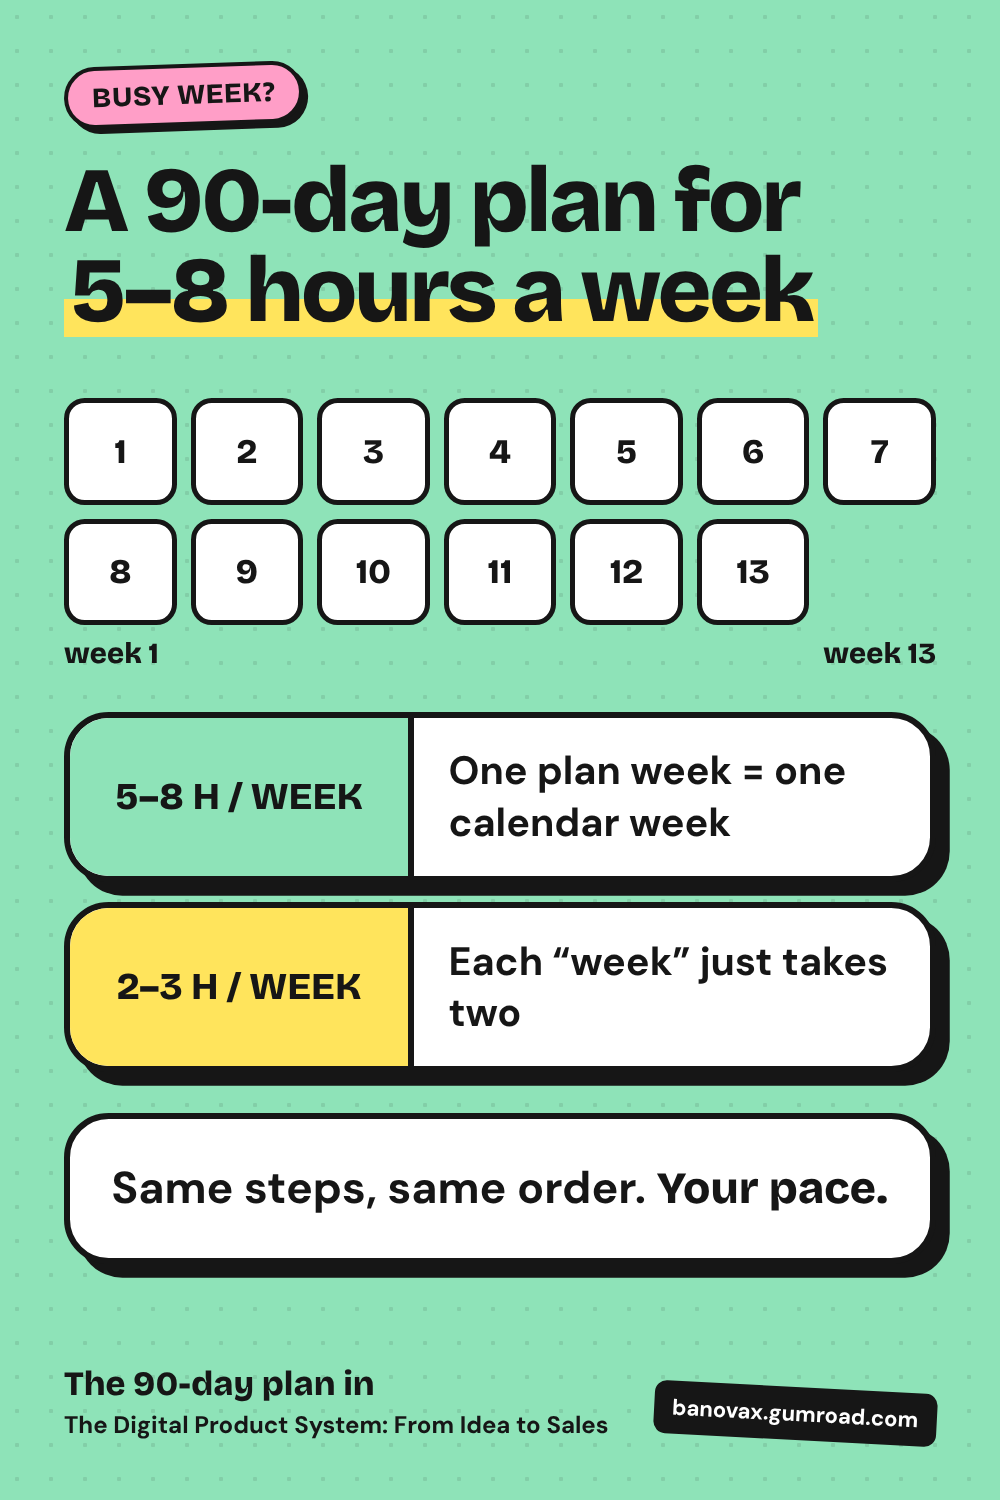 BUSY WEEK?
A 90-day plan for
5–8 hours a week
1 2 3 4 5 6 7
8 9 10 11 12 13
week 1 week 13
5–8 H / WEEK
One plan week = one
calendar week
2–3 H / WEEK
Each “week” just takes
two
Same steps, same order. Your pace.
The 90-day plan in
The Digital Product System: From Idea to Sales
banovax.gumroad.com